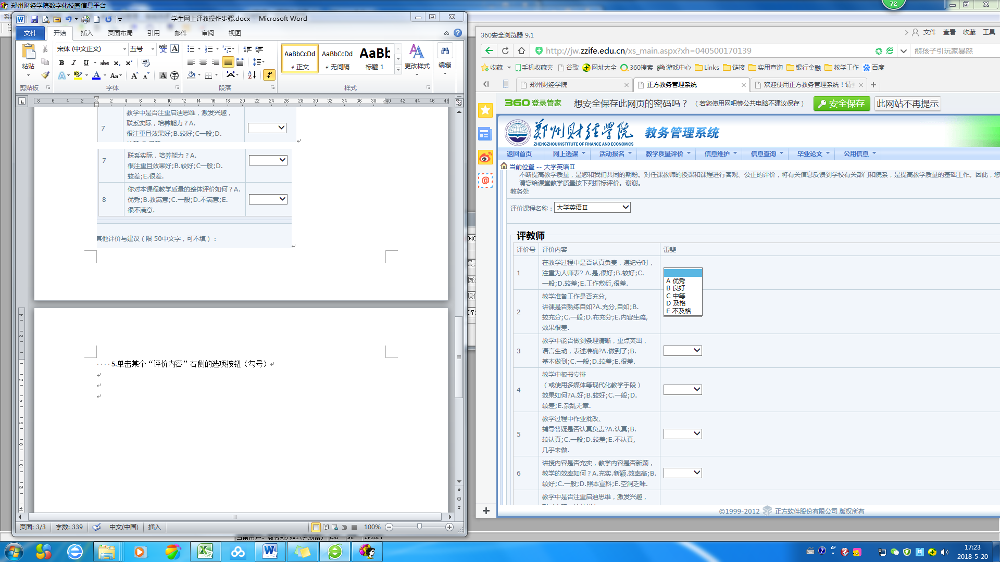 郑州财经学院数字化校园信息平台
72
学生网上评教操作步骤.docx - Microsoft Word
文件 开始 插入 页面布局 引用 邮件 审阅 视图
宋体 (中文正文) 五号
粘贴
AaBbCcDd AaBbCcDd AaBb
正文 无间隔 标题 1
更改样式 编辑
剪贴板 字体 段落 样式
8 6 4 2 2 4 6 8 10 12 14 16 18 20 22 24 26 28 30 32 34 36 38 40 42 44 46 48
教学中是否注重启迪思维，激发兴趣，
7 联系实际，培养能力？A.
很注重且效果好;B.较好;C一般;D.
联系实际，培养能力？A.
7 很注重且效果好;B.较好;C一般;D.
较差;E.很差.
你对本课程教学质量的整体评价如何？A.
8 优秀;B.教满意;C.一般;D.不满意;E.
很不满意.
其他评价与建议（限 50中文字，可不填）：
5.单击某个“评价内容”右侧的选项按钮（勾号）
页面: 3/3 字数: 339 中文(中国) 插入 100%
360安全浏览器 9.1
文件 查看 收藏 工具
http://jw.zzife.edu.cn/xs_main.aspx?xh=040500170139
熊孩子引玩家暴怒
收藏 手机收藏夹 谷歌 网址大全 360搜索 游戏中心 Links 链接 实用查询 银行金融 教学工作 百度
郑州财经学院 正方教务管理系统 欢迎使用正方教务管理系统！请
360 登录管家 想安全保存此网页的密码吗？ （若您使用网吧等公共电脑不建议保存） 安全保存 此网站不再提示
郑州财经学院 教务管理系统
ZHENGZHOU INSTITUTE OF FINANCE AND ECONOMICS
返回首页 网上选课 活动报名 教学质量评价 信息维护 信息查询 毕业论文 公用信息
当前位置 -- 大学英语II
不断提高教学质量，是您和我们共同的期盼。对任课教师的授课和课程进行客观、公正的评价，将有关信息反馈到学校有关部门和院系，是提高教学质量的基础工作。因此，您
请您给课堂教学质量按下列指标评价。谢谢。
教务处
评价课程名称： 大学英语II
评教师
评价号 评价内容 雷斐
在教学过程中是否认真负责，遵纪守时，
1 注重为人师表? A.是,很好;B.较好;C.
一般;D.较差;E.工作敷衍,很差.
A 优秀
B 良好
C 中等
D 及格
E 不及格
教学准备工作是否充分,
讲课是否熟练自如?A.充分,自如;B.
2 较充分;C.一般;D.布充分;E.内容生疏,
效果很差.
教学中能否做到条理清晰，重点突出，
3 语言生动，表述准确?A.做到了;B.
基本做到;C.一般;D.较差;E.很差.
教学中板书安排
（或使用多媒体等现代化教学手段）
4 效果如何?A.好;B.较好;C.一般;D.
较差;E.杂乱无章.
教学过程中作业批改、
辅导答疑是否认真负责?A.认真;B.
5 较认真;C.一般;D.较差;E.不认真,
几乎未做.
讲授内容是否充实，教学内容是否新颖，
6 教学的效率如何？A.充实.新颖.效率高;B.
较好;C.一般;D.照本宣科;E.空洞乏味.
教学中是否注重启迪思维，激发兴趣，
©1999-2012 正方软件股份有限公司 版权所有
17:23
2018-5-20